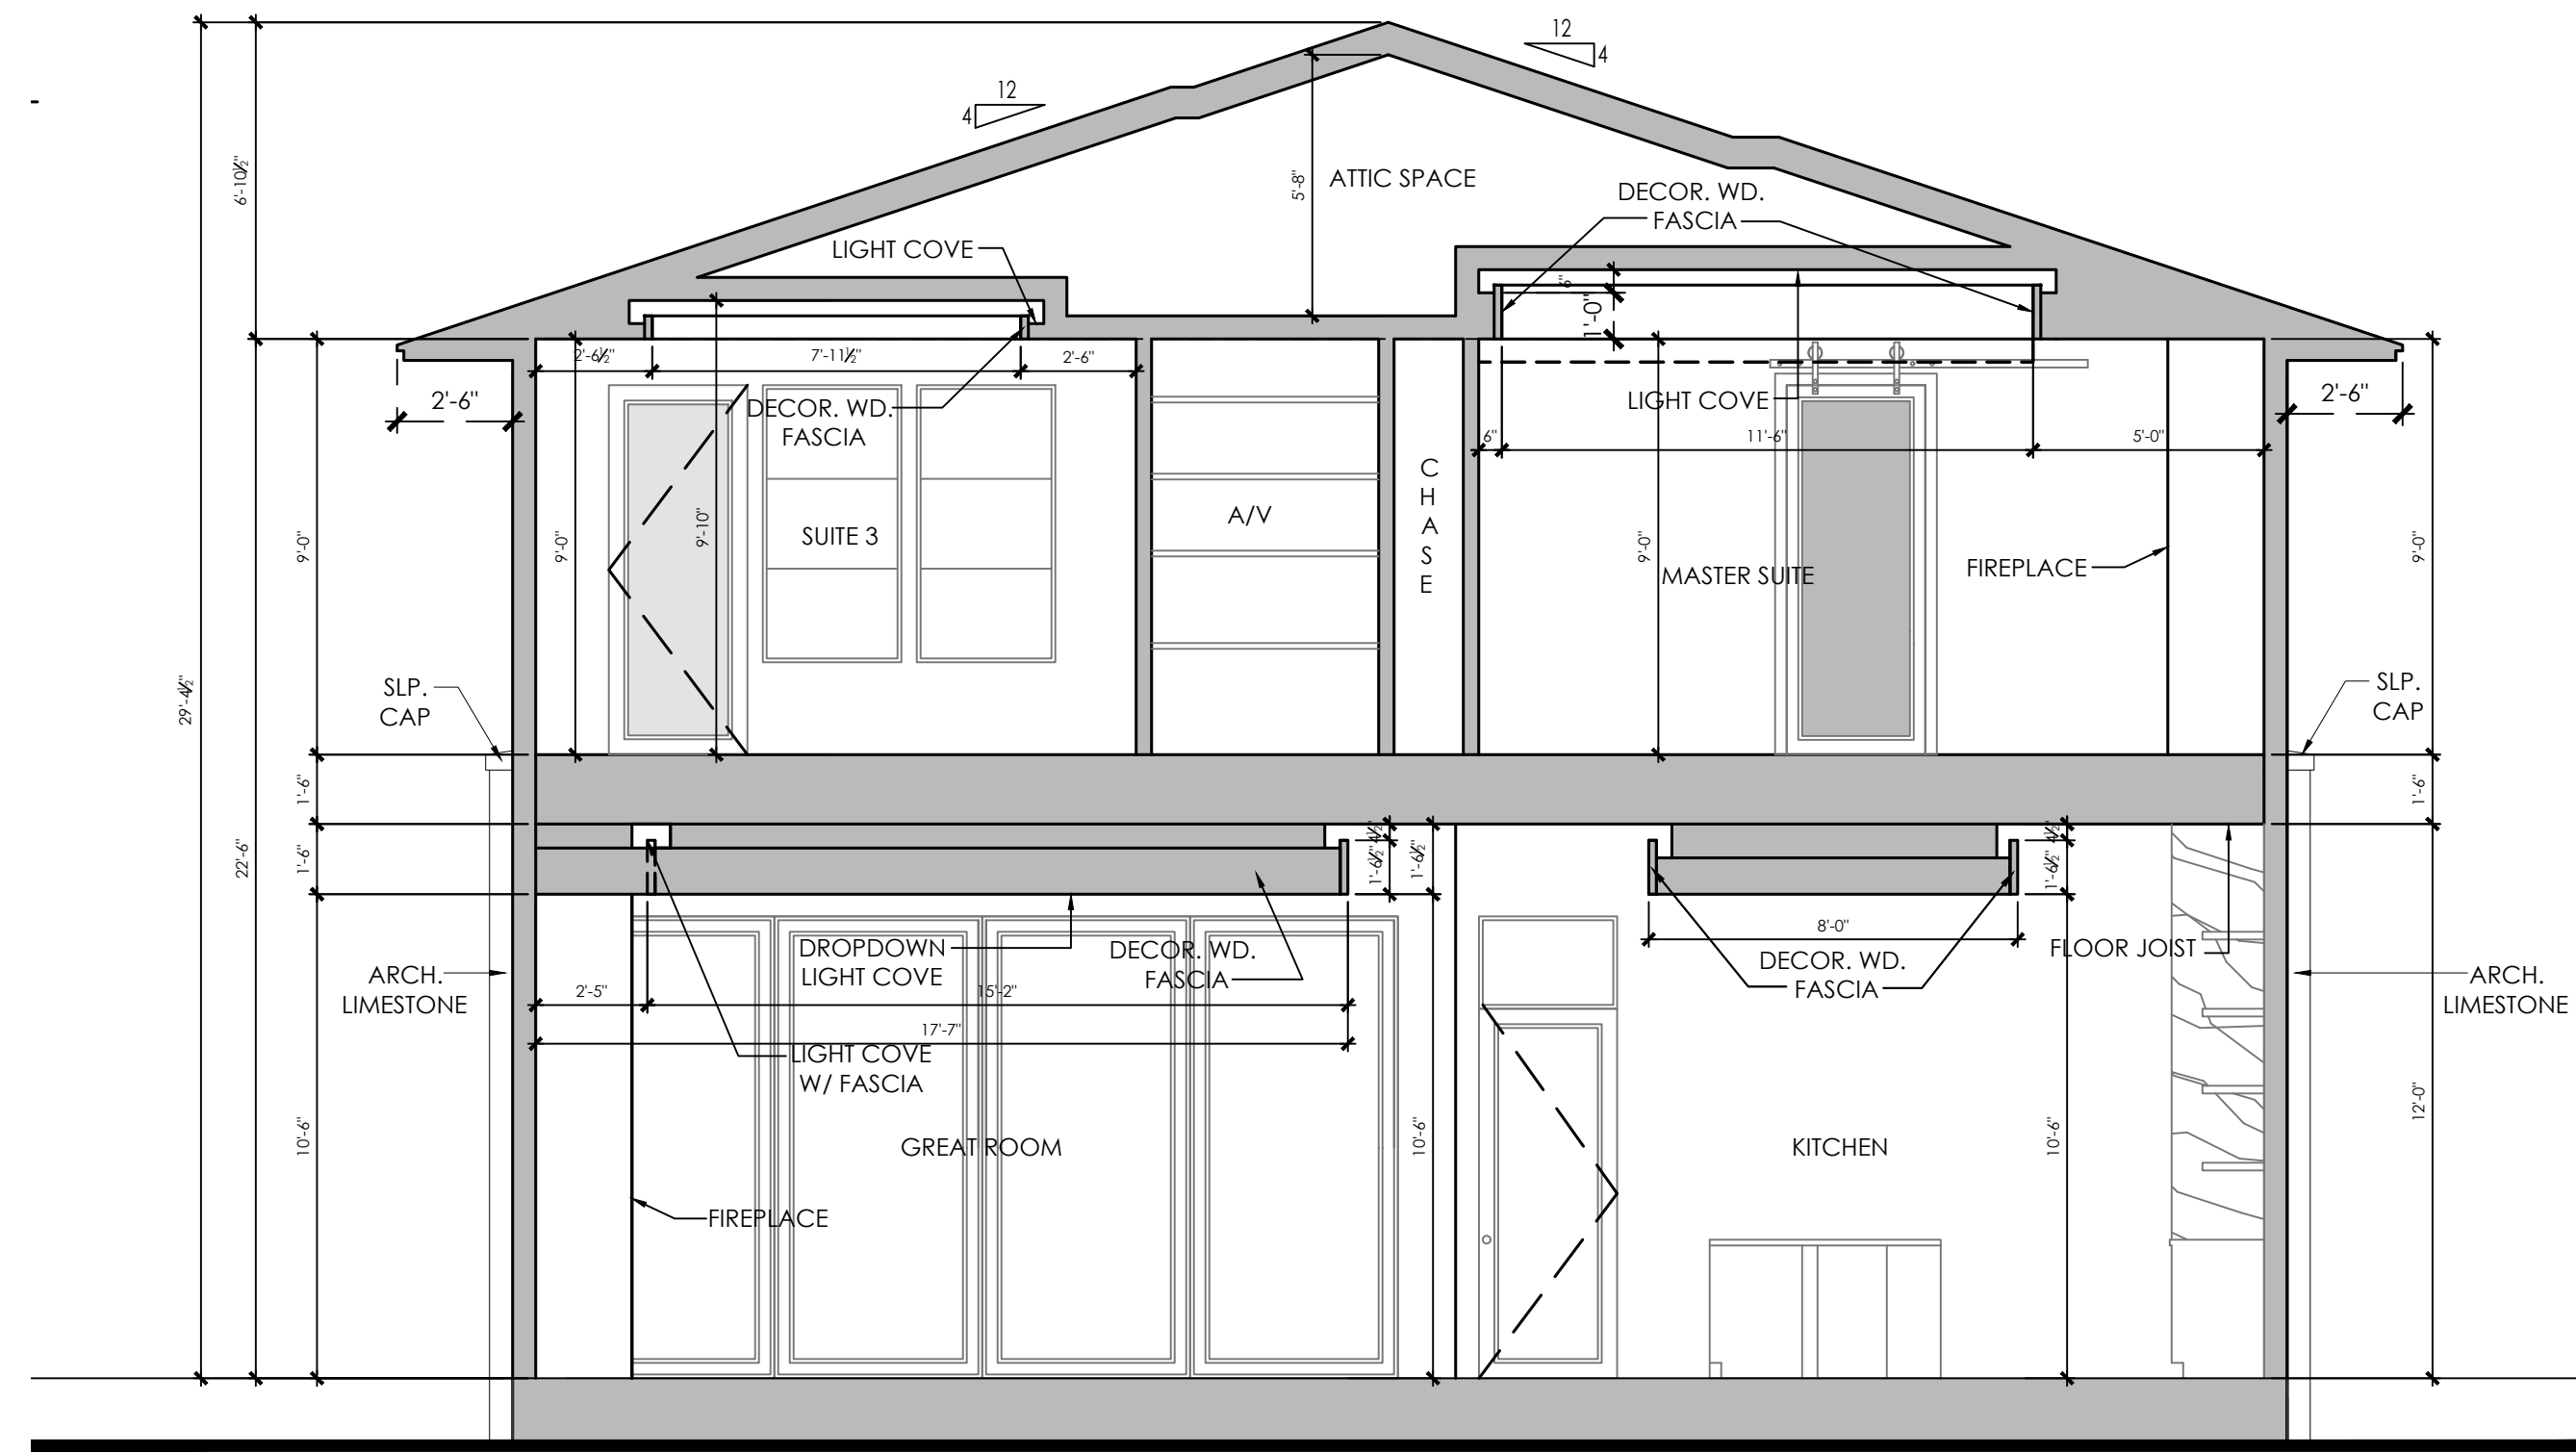 12
4
12
4
6'-10½"
5'-8"
ATTIC SPACE
DECOR. WD.
FASCIA
LIGHT COVE
6"
1'-0"
2'-6½"
7'-11½"
2'-6"
2'-6"
DECOR. WD.
FASCIA
LIGHT COVE
2'-6"
6"
11'-6"
5'-0"
CHASE
A/V
SUITE 3
9'-0"
9'-0"
9'-10"
9'-0"
MASTER SUITE
FIREPLACE
9'-0"
29'-4½"
SLP.
CAP
SLP.
CAP
1'-6"
1'-6"
22'-6"
1'-6"
4½"
1'-6½"
1'-6½"
4½"
1'-6½"
8'-0"
DROPDOWN
LIGHT COVE
DECOR. WD.
FASCIA
DECOR. WD.
FASCIA
FLOOR JOIST
ARCH.
LIMESTONE
ARCH.
LIMESTONE
2'-5"
15'-2"
17'-7"
LIGHT COVE
W/ FASCIA
10'-6"
GREAT ROOM
10'-6"
KITCHEN
10'-6"
12'-0"
FIREPLACE